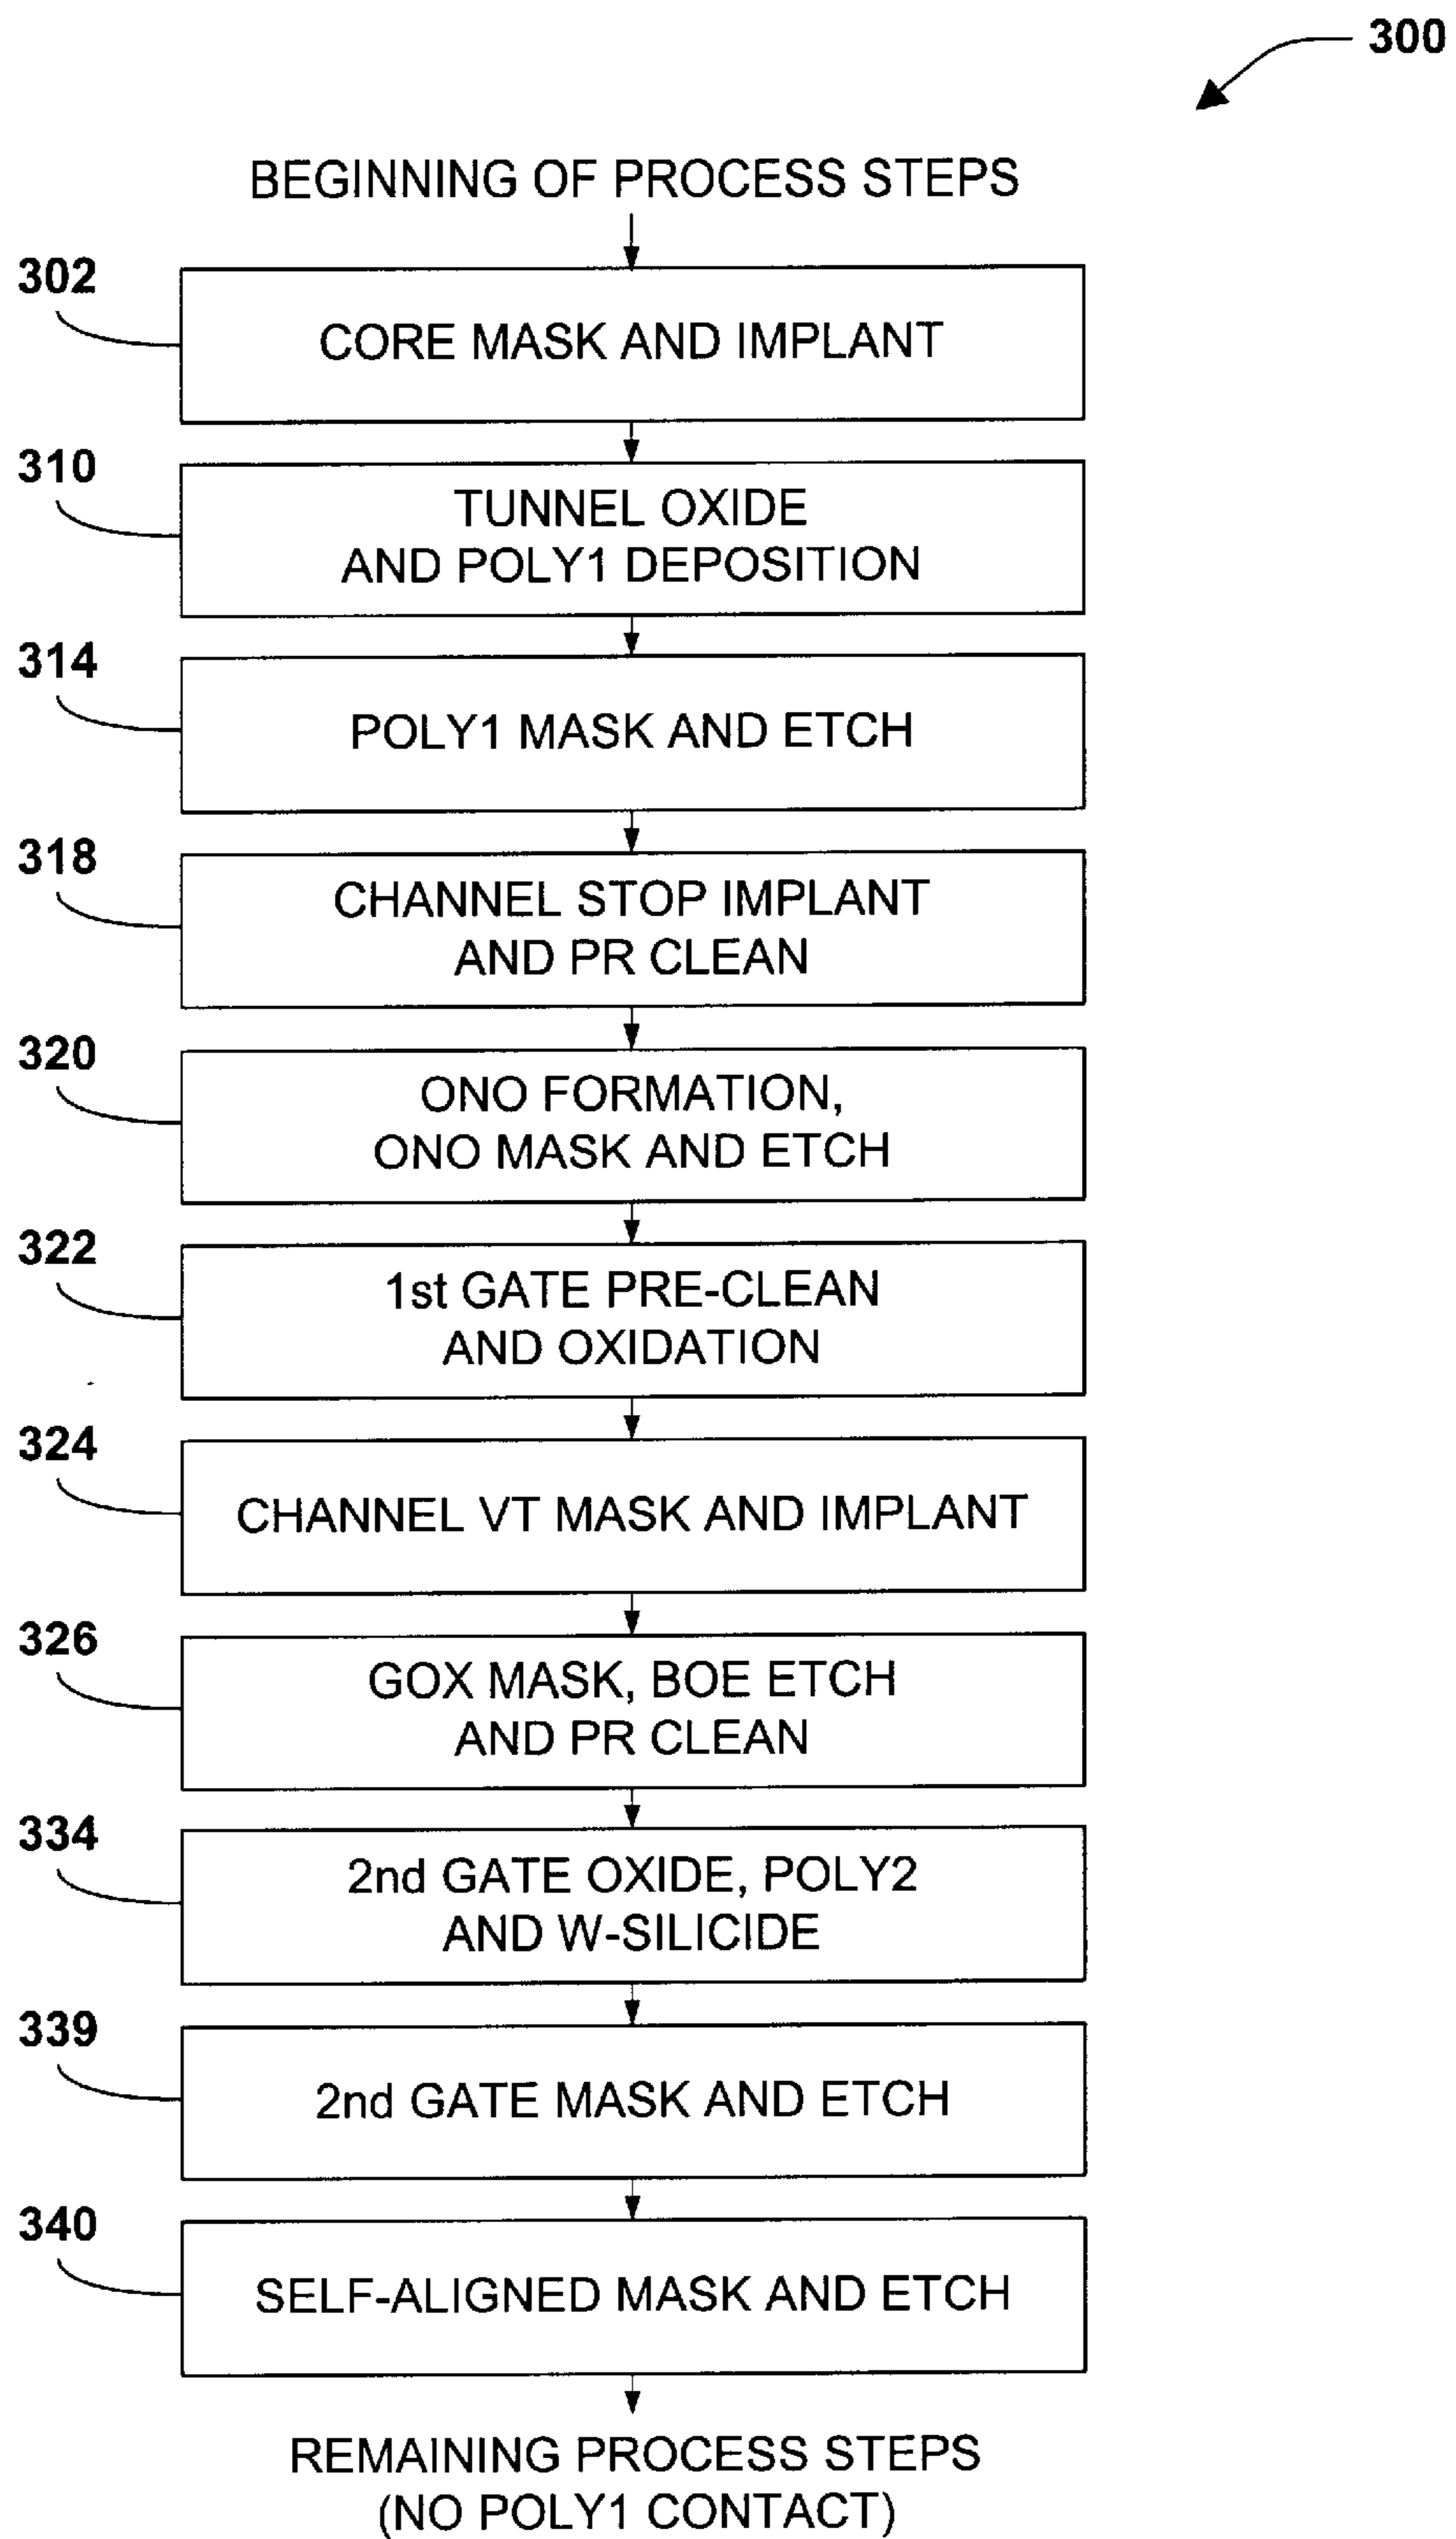 300
BEGINNING OF PROCESS STEPS
302
CORE MASK AND IMPLANT
310
TUNNEL OXIDE
AND POLY1 DEPOSITION
314
POLY1 MASK AND ETCH
318
CHANNEL STOP IMPLANT
AND PR CLEAN
320
ONO FORMATION,
ONO MASK AND ETCH
322
1st GATE PRE-CLEAN
AND OXIDATION
324
CHANNEL VT MASK AND IMPLANT
326
GOX MASK, BOE ETCH
AND PR CLEAN
334
2nd GATE OXIDE, POLY2
AND W-SILICIDE
339
2nd GATE MASK AND ETCH
340
SELF-ALIGNED MASK AND ETCH
REMAINING PROCESS STEPS
(NO POLY1 CONTACT)